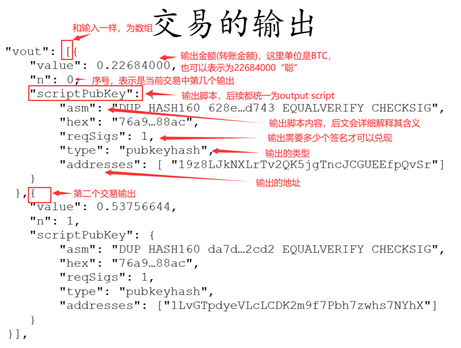 和输入一样，为数组
交易的输出
"vout": [{
"value": 0.22684000,
输出金额(转账金额)，这里单位是BTC，
也可以表示为22684000 “聪”
"n": 0,
序号，表示是当前交易中第几个输出
"scriptPubKey":
输出脚本，后续都统一为output script
"asm": "DUP HASH160 628e…d743 EQUALVERIFY CHECKSIG",
"hex": "76a9…88ac",
输出脚本内容，后文会详细解释其含义
"reqSigs": 1,
输出需要多少个签名才可以兑现
"type": "pubkeyhash",
输出的类型
"addresses": [ "19z8LJkNXLrTv2QK5jgTncJCGUEEfpQvSr"]
输出的地址
}
},{
第二个交易输出
"value": 0.53756644,
"n": 1,
"scriptPubKey": {
"asm": "DUP HASH160 da7d…2cd2 EQUALVERIFY CHECKSIG",
"hex": "76a9…88ac",
"reqSigs": 1,
"type": "pubkeyhash",
"addresses": ["1LvGTpdyeVLcLCDK2m9f7Pbh7zwhs7NYhX"]
}
}],